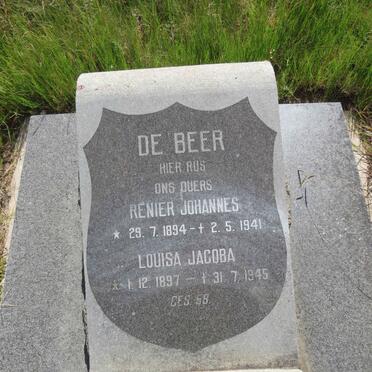 DE BEER
HIER RUS
ONS OUERS
RENIER JOHANNES
* 29. 7. 1894 - † 2. 5. 1941
LOUISA JACOBA
* 1. 12. 1897 - † 31. 7. 1945
GES. 58.